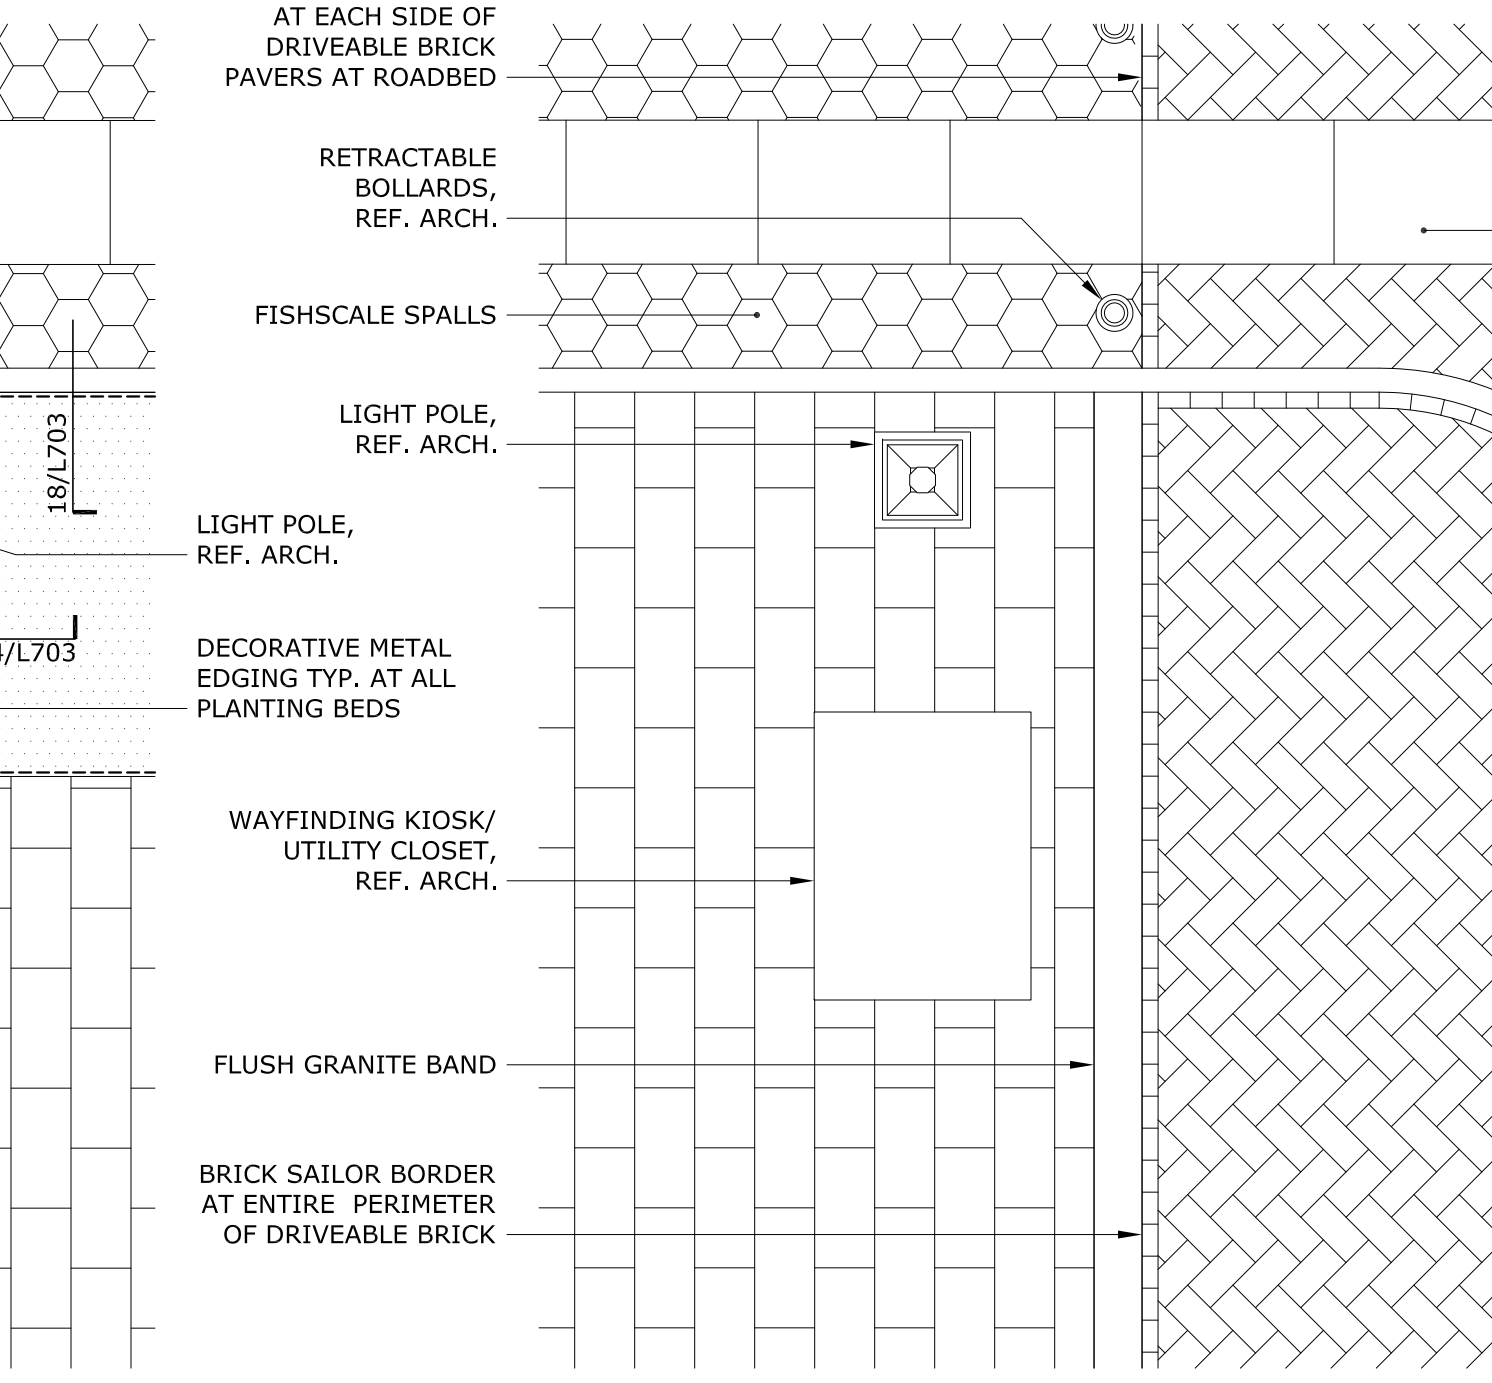 AT EACH SIDE OF
DRIVEABLE BRICK
PAVERS AT ROADBED
RETRACTABLE
BOLLARDS,
REF. ARCH.
FISHSCALE SPALLS
LIGHT POLE,
REF. ARCH.
18/L703
LIGHT POLE,
REF. ARCH.
/L703
DECORATIVE METAL
EDGING TYP. AT ALL
PLANTING BEDS
WAYFINDING KIOSK/
UTILITY CLOSET,
REF. ARCH.
FLUSH GRANITE BAND
BRICK SAILOR BORDER
AT ENTIRE PERIMETER
OF DRIVEABLE BRICK